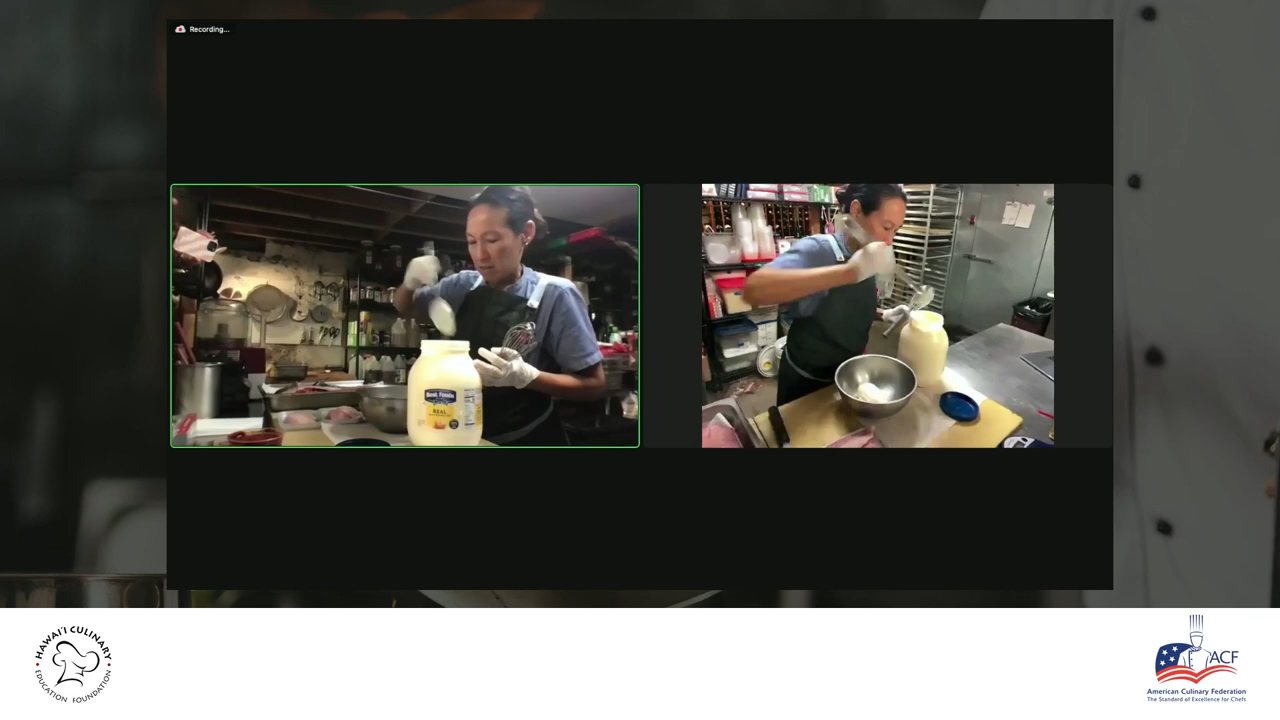 Recording...
BEST FOODS
REAL
HAWAI'I CULINARY
EDUCATION FOUNDATION
ACF
American Culinary Federation
The Standard of Excellence for Chefs